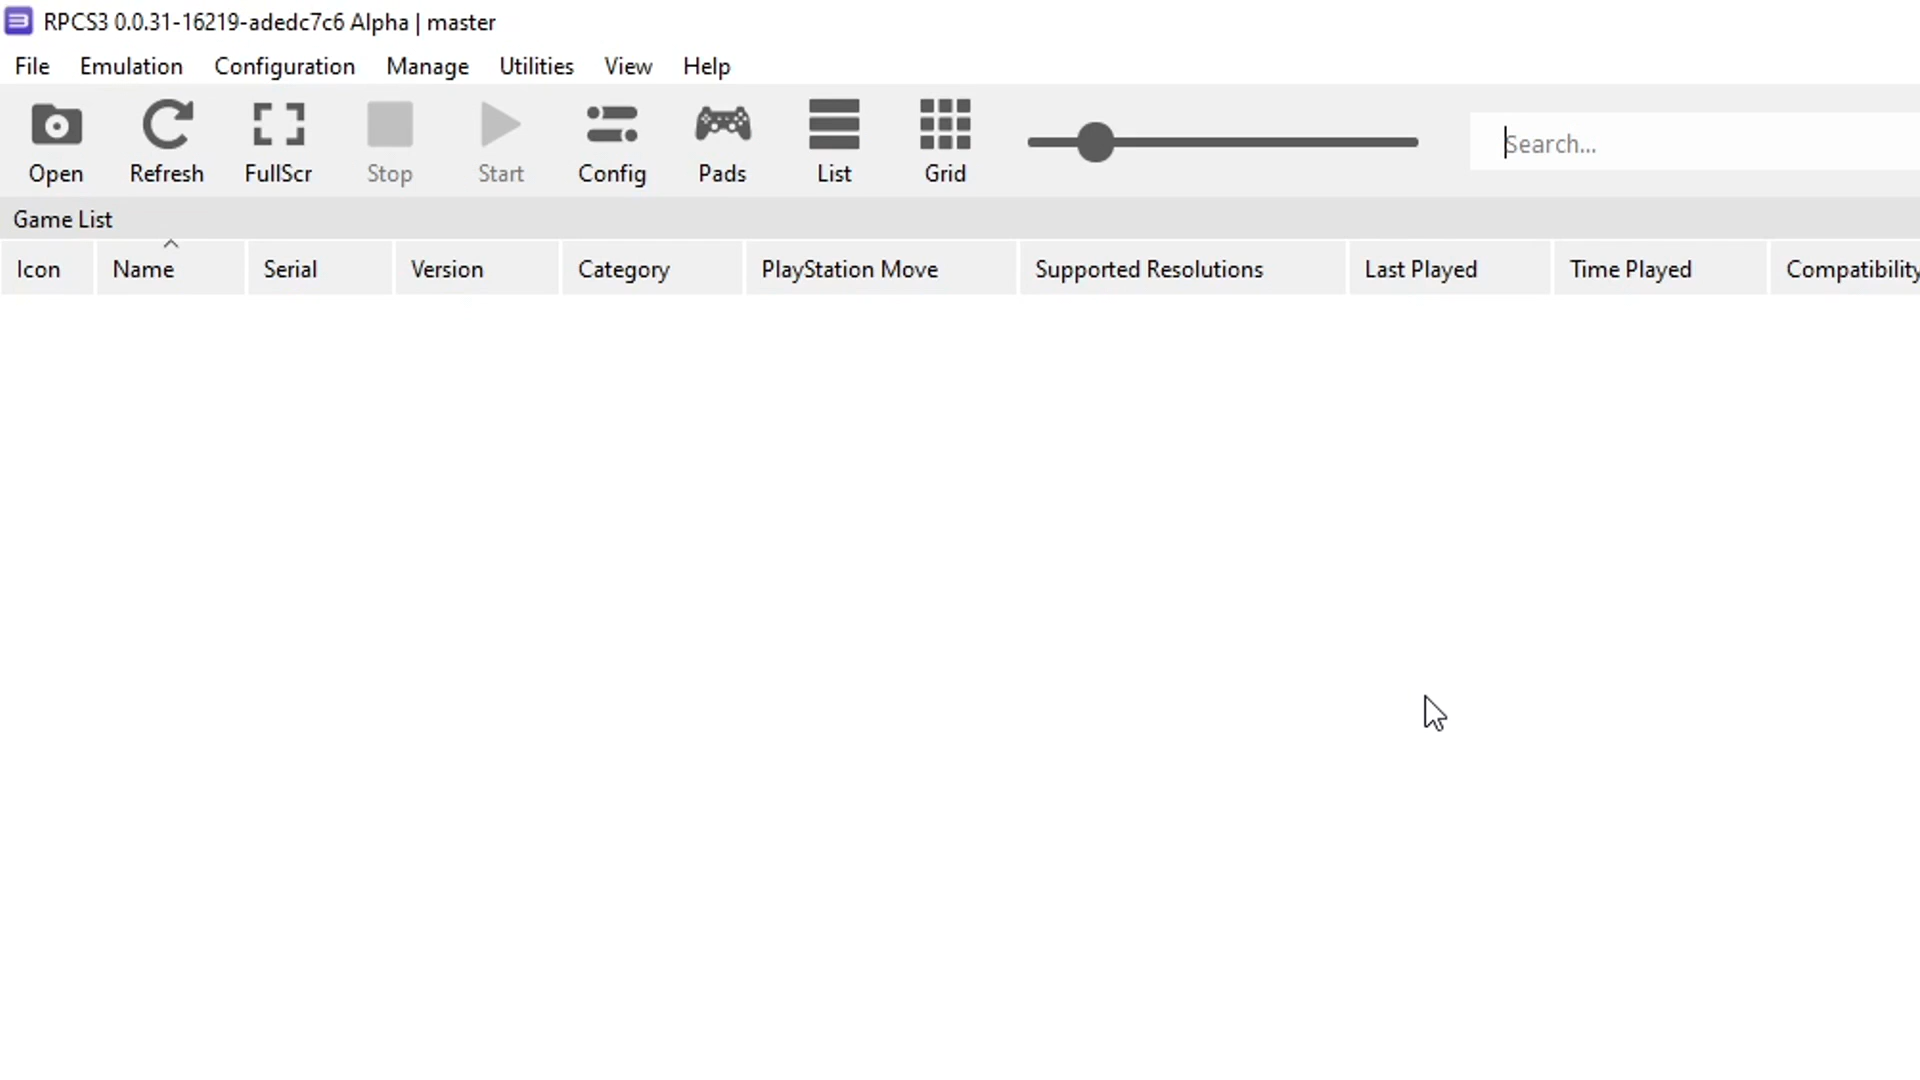 RPCS3 0.0.31-16219-adedc7c6 Alpha | master
File Emulation Configuration Manage Utilities View Help
Open Refresh FullScr Stop Start Config Pads List Grid Search...
Game List
Icon Name Serial Version Category PlayStation Move Supported Resolutions Last Played Time Played Compatibility